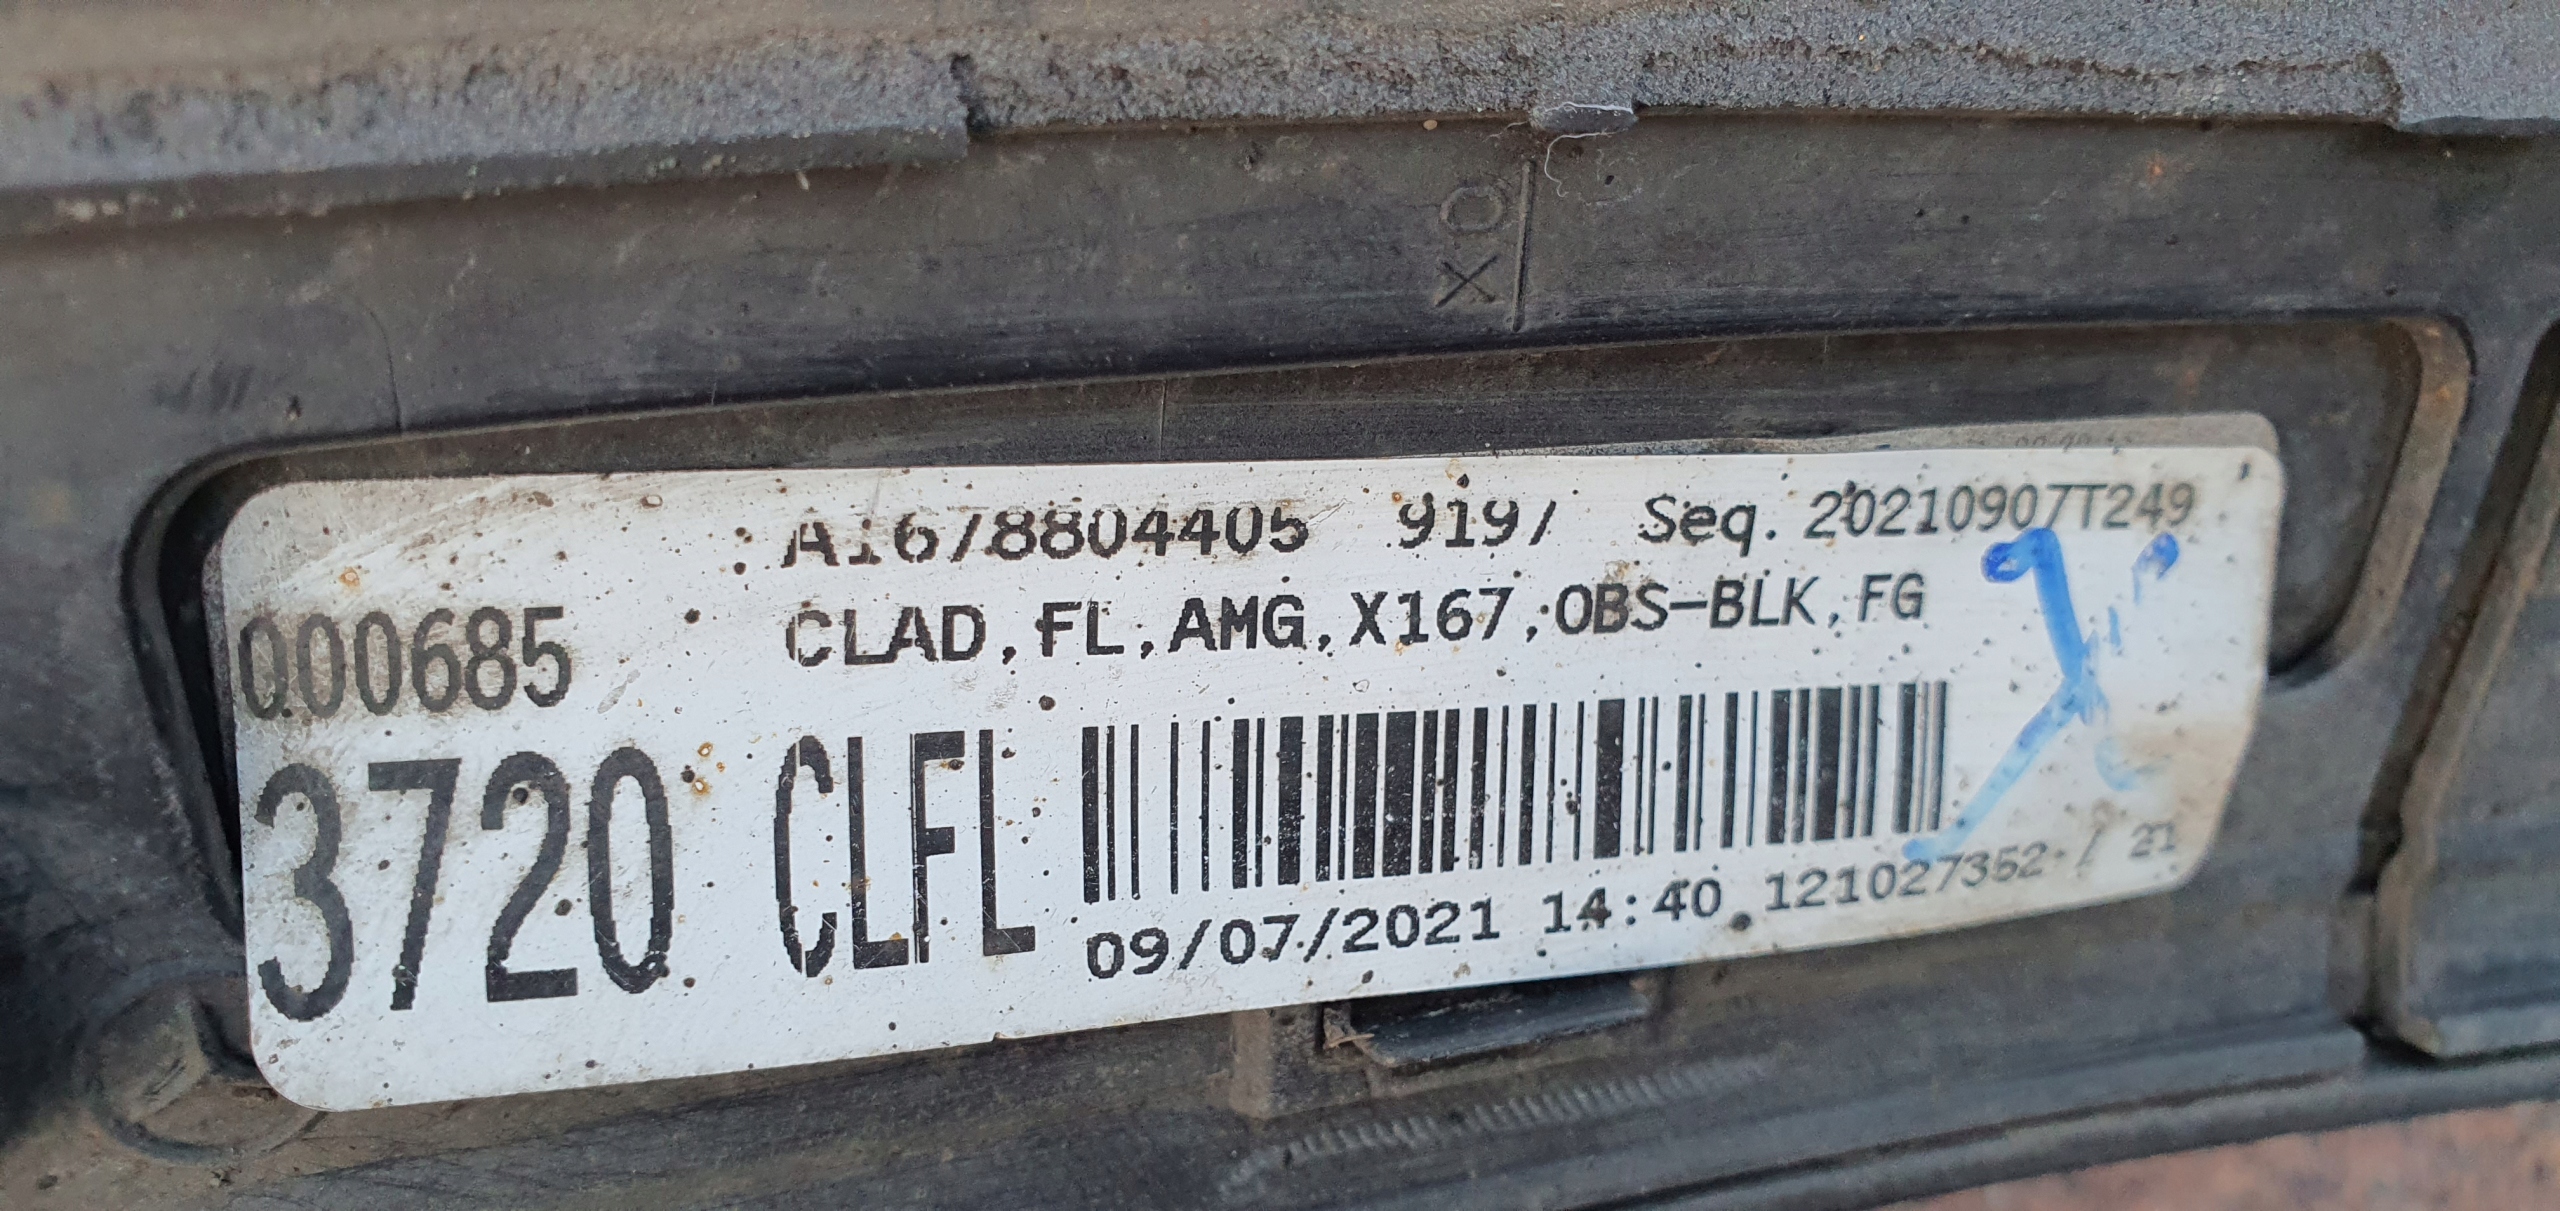 OX
A1678804405 9197 Seq. 20210907T249
000685
CLAD,FL,AMG,X167,OBS-BLK,FG
3720 CLFL
09/07/2021 14:40 121027352 / 21